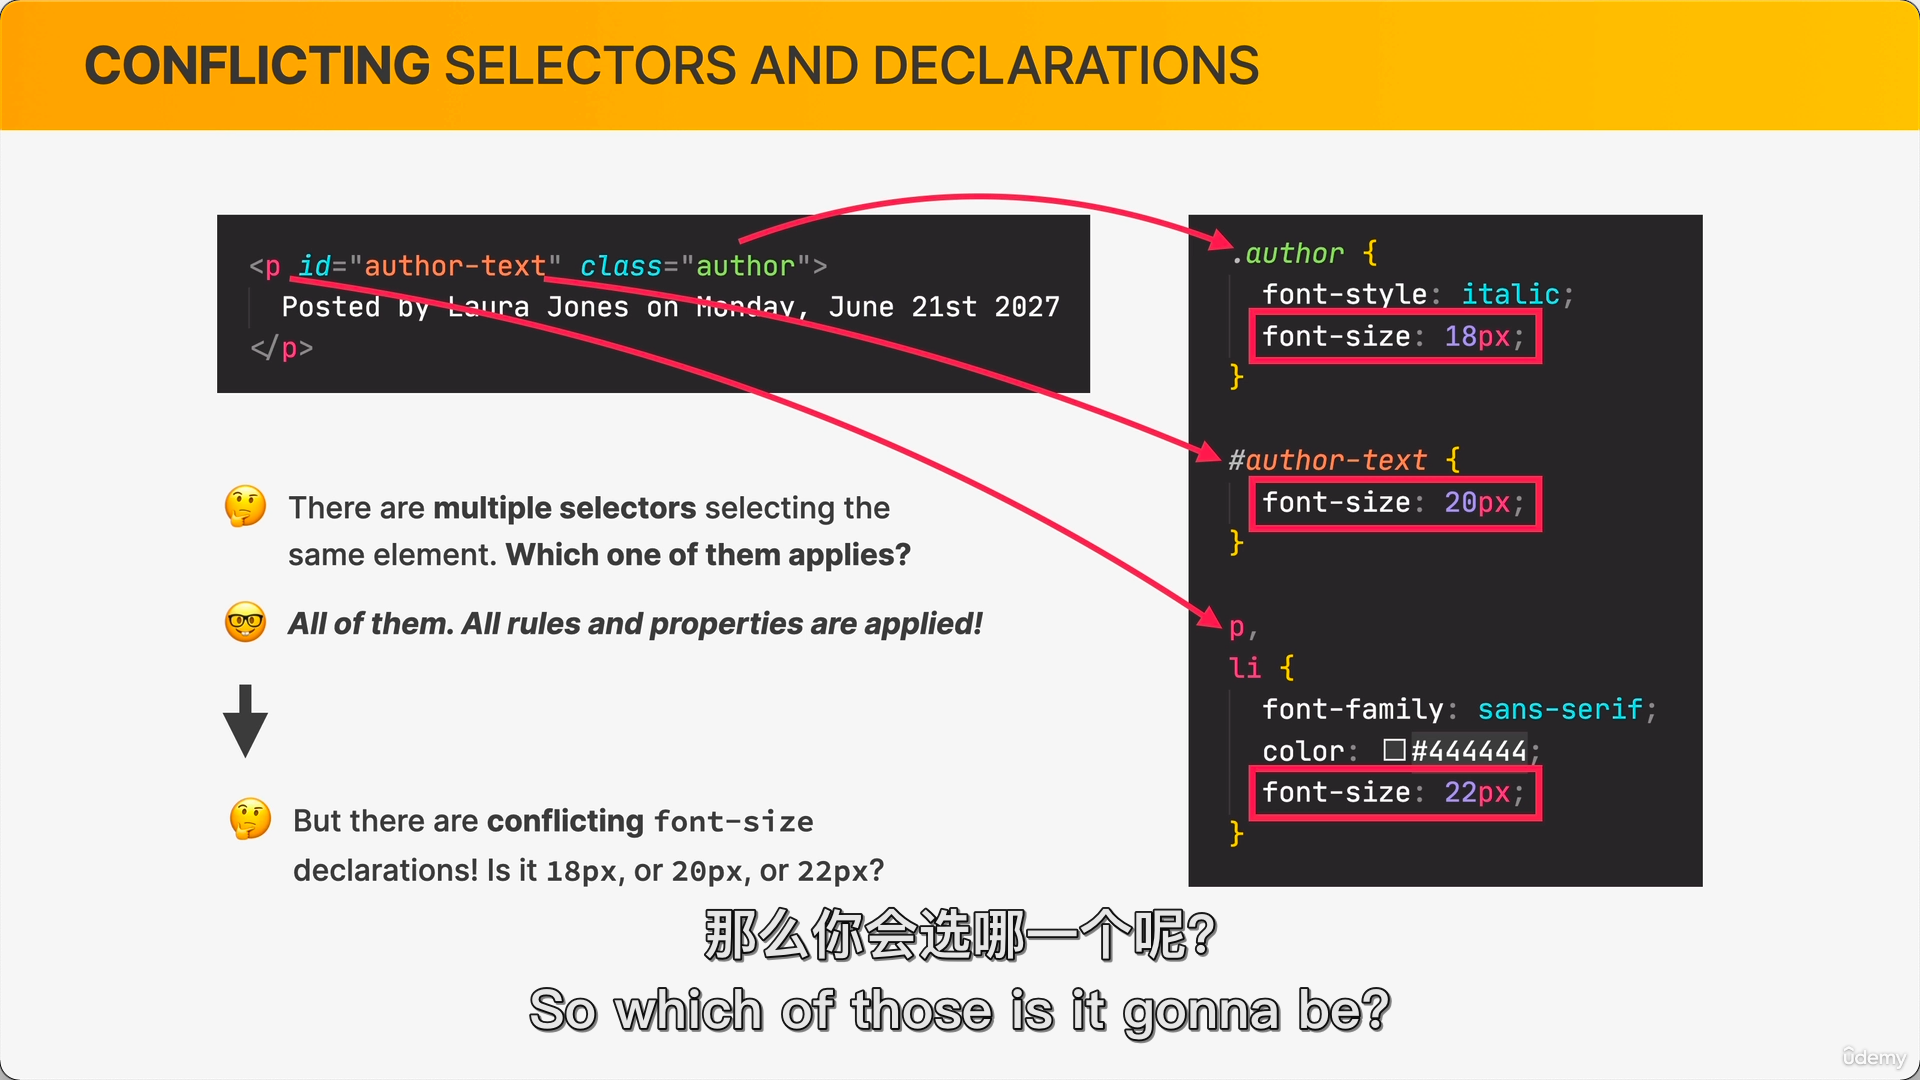 CONFLICTING SELECTORS AND DECLARATIONS
<p id="author-text" class="author">
Posted by Laura Jones on Monday, June 21st 2027
</p>
🤔 There are multiple selectors selecting the
same element. Which one of them applies?
🤓 All of them. All rules and properties are applied!
🤔 But there are conflicting font-size
declarations! Is it 18px, or 20px, or 22px?
.author {
font-style: italic;
font-size: 18px;
}
#author-text {
font-size: 20px;
}
p,
li {
font-family: sans-serif;
color: #444444;
font-size: 22px;
}
那么你会选哪一个呢?
So which of those is it gonna be?
ûdemy